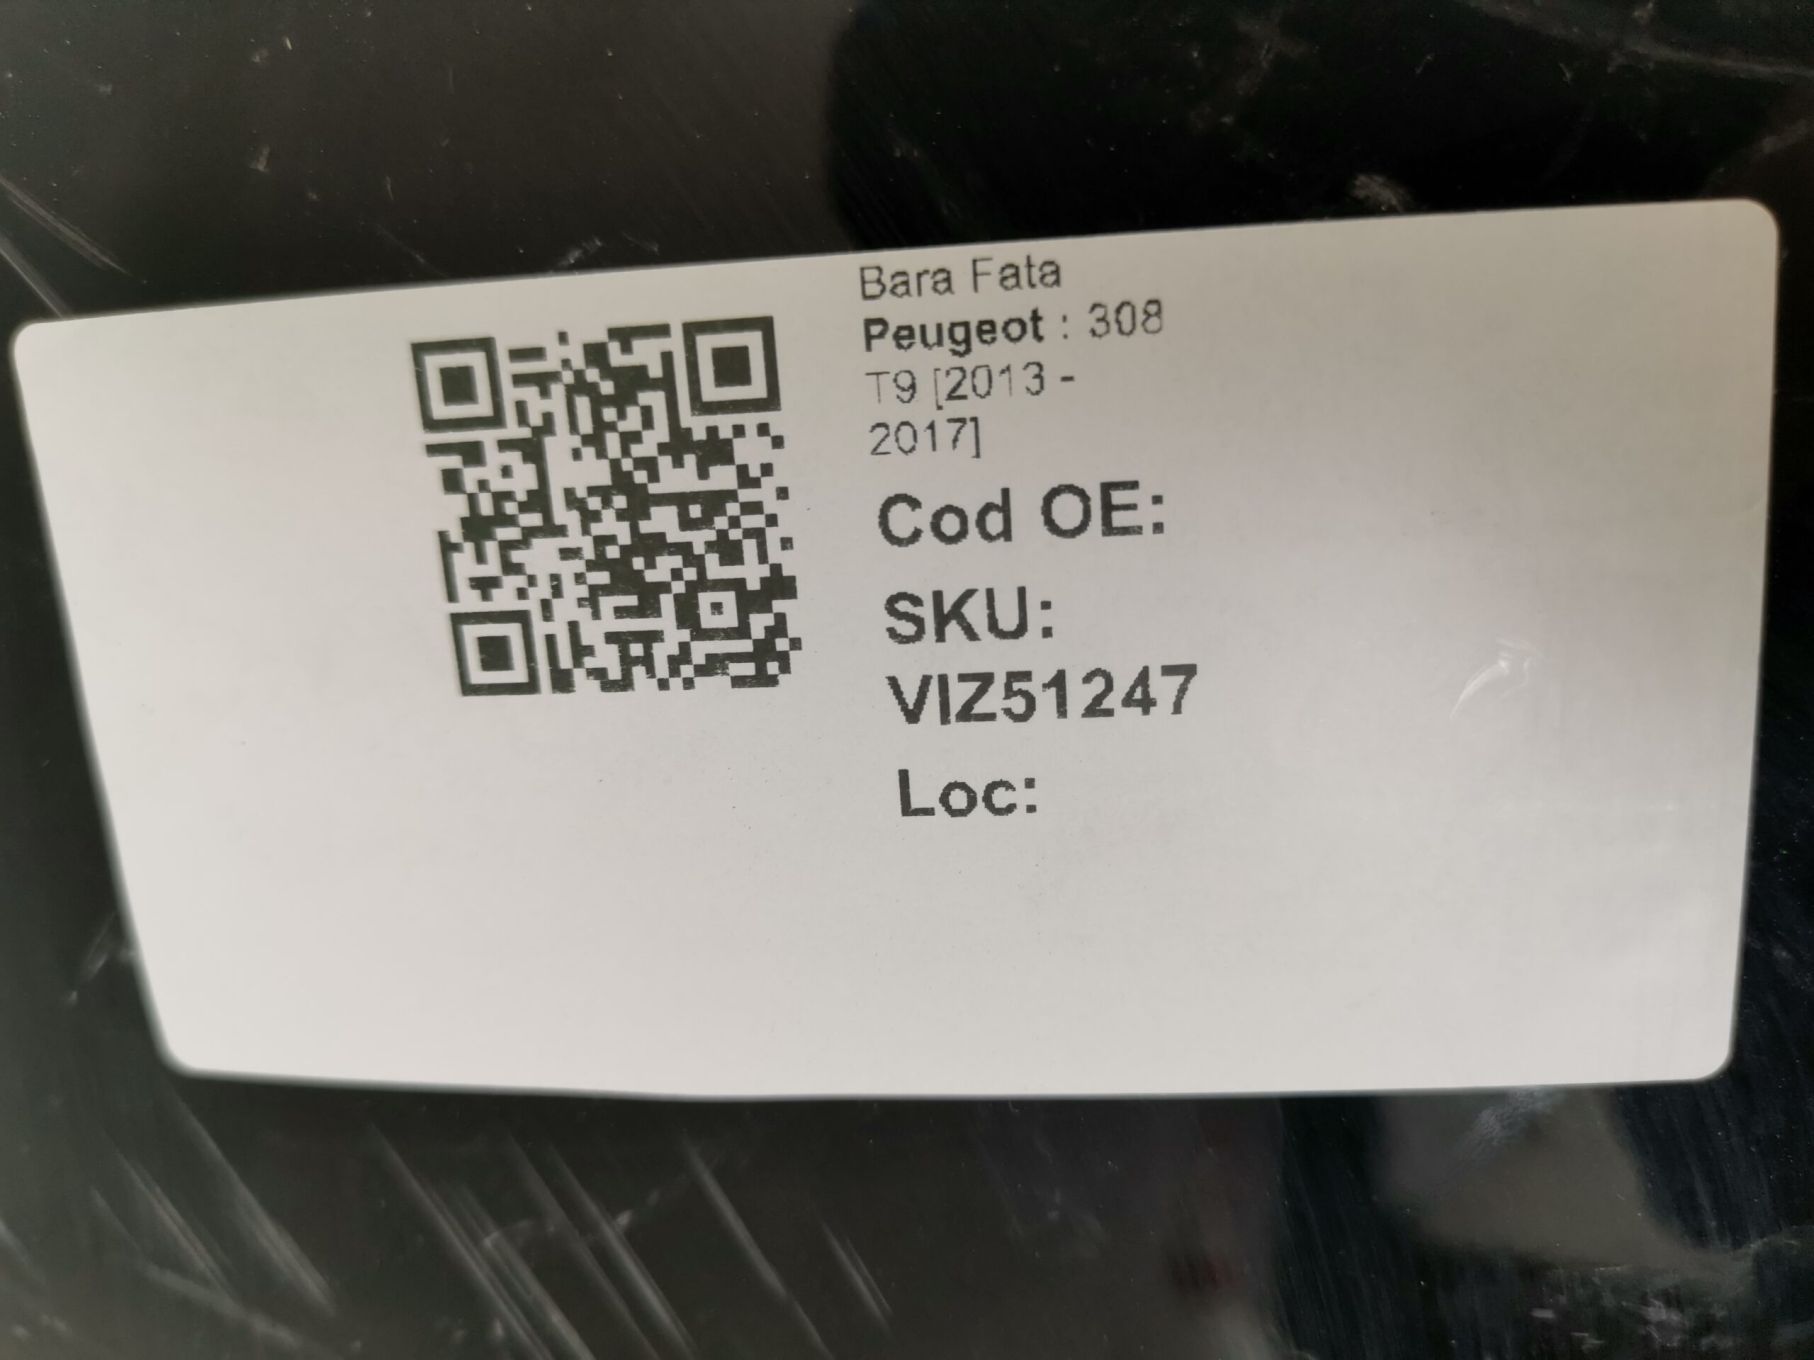 Bara Fata
Peugeot : 308
T9 [2013 -
2017]
Cod OE:
SKU:
VIZ51247
Loc: